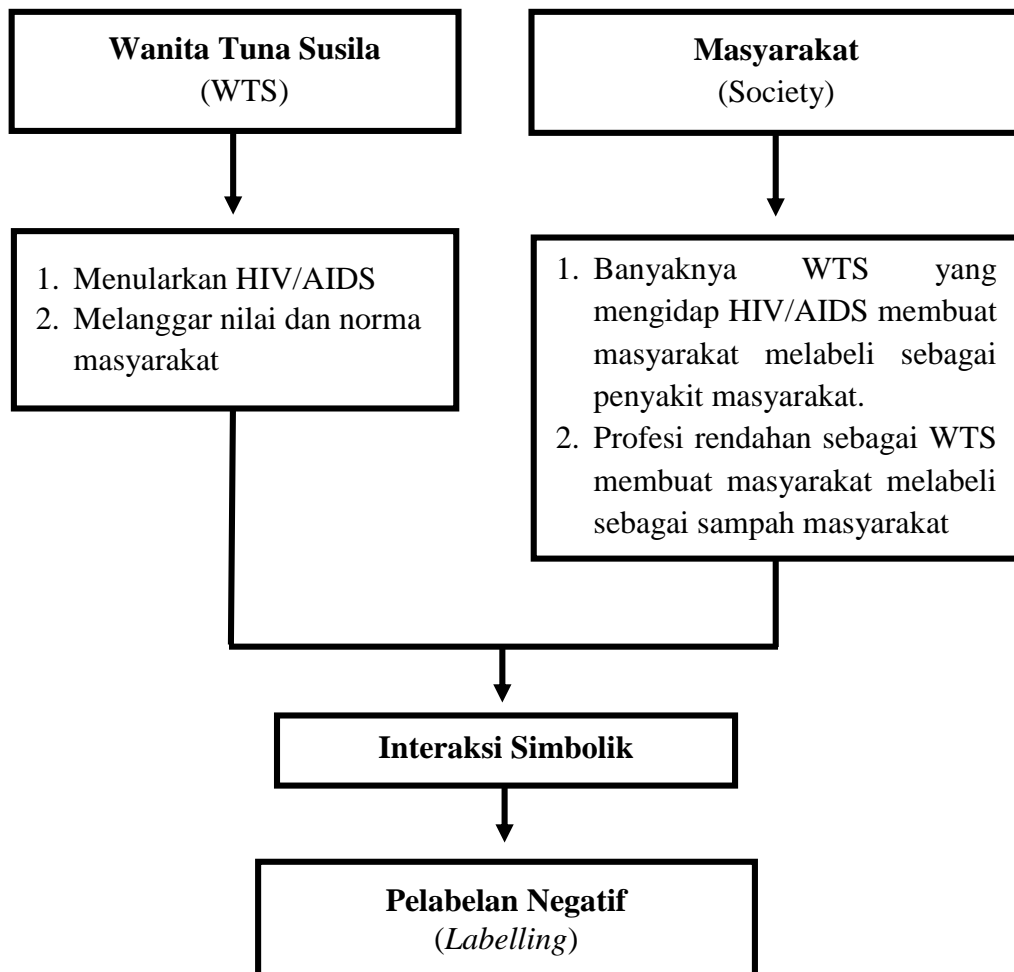 Wanita Tuna Susila
(WTS)
Masyarakat
(Society)
1. Menularkan HIV/AIDS
2. Melanggar nilai dan norma
masyarakat
1. Banyaknya WTS yang
mengidap HIV/AIDS membuat
masyarakat melabeli sebagai
penyakit masyarakat.
2. Profesi rendahan sebagai WTS
membuat masyarakat melabeli
sebagai sampah masyarakat
Interaksi Simbolik
Pelabelan Negatif
(Labelling)